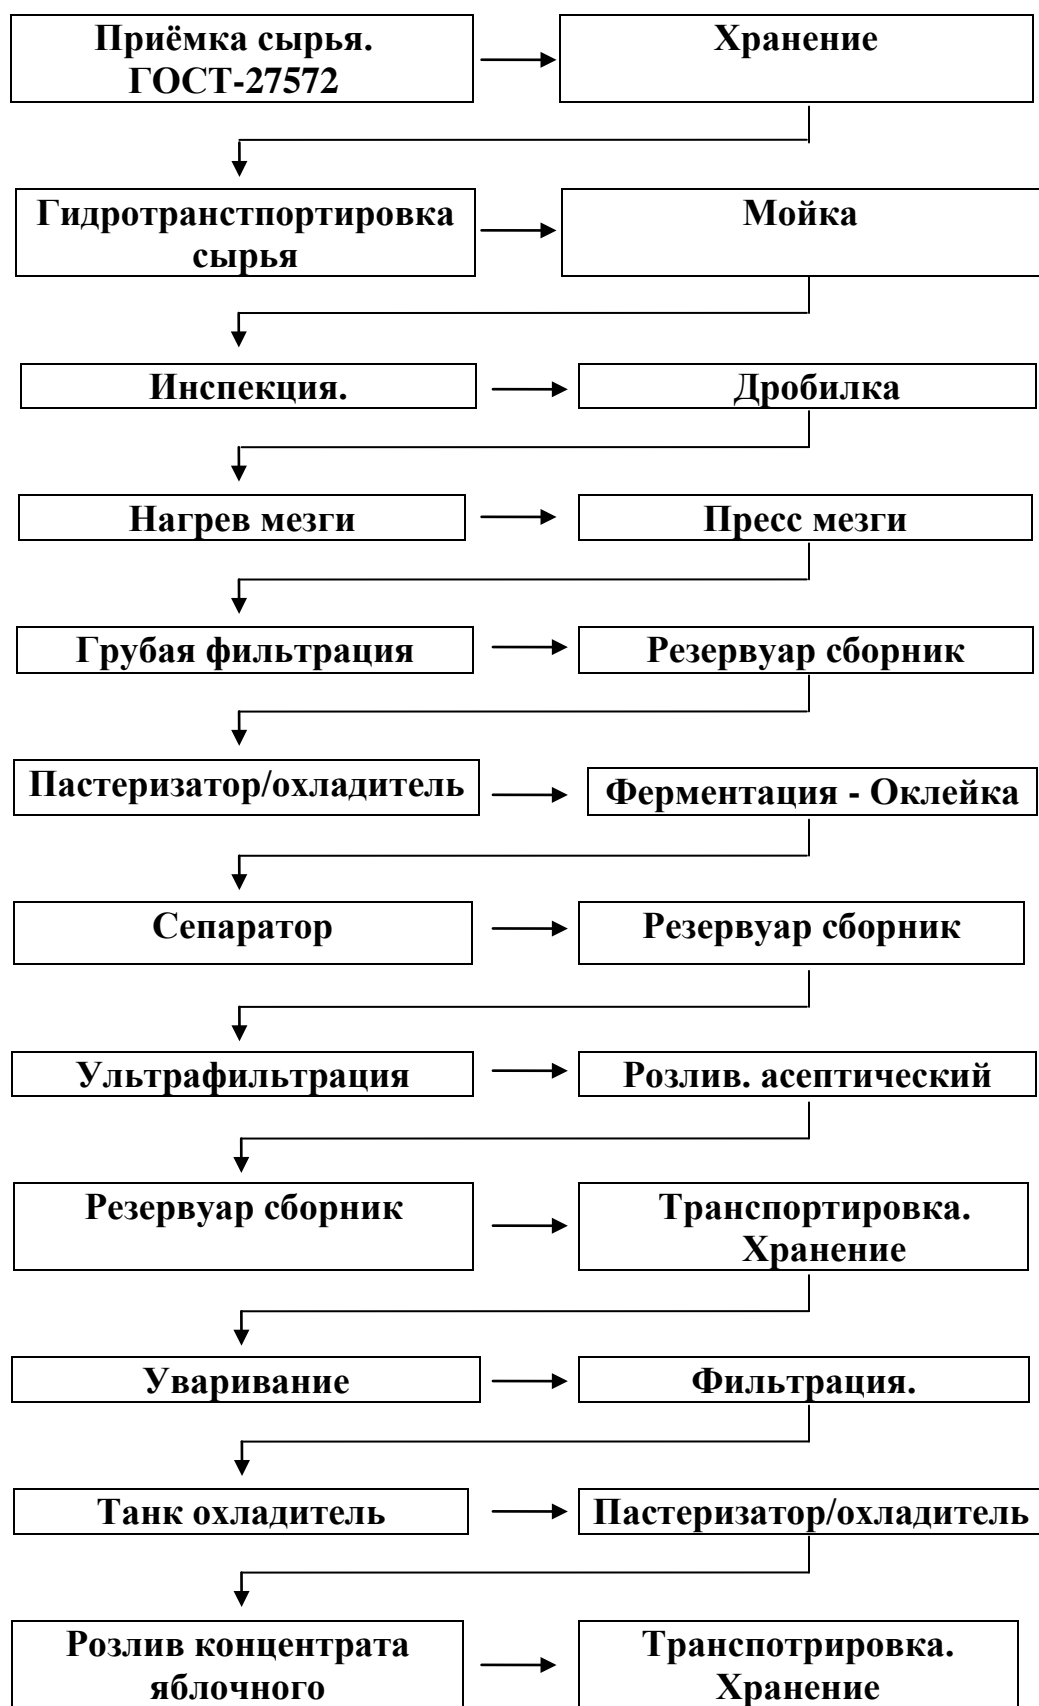 Приёмка сырья.
ГОСТ-27572
Хранение
Гидротранстпортировка
сырья
Мойка
Инспекция.
Дробилка
Нагрев мезги
Пресс мезги
Грубая фильтрация
Резервуар сборник
Пастеризатор/охладитель
Ферментация - Оклейка
Сепаратор
Резервуар сборник
Ультрафильтрация
Розлив. асептический
Резервуар сборник
Транспортировка.
Хранение
Уваривание
Фильтрация.
Танк охладитель
Пастеризатор/охладитель
Розлив концентрата
яблочного
Транспотрировка.
Хранение